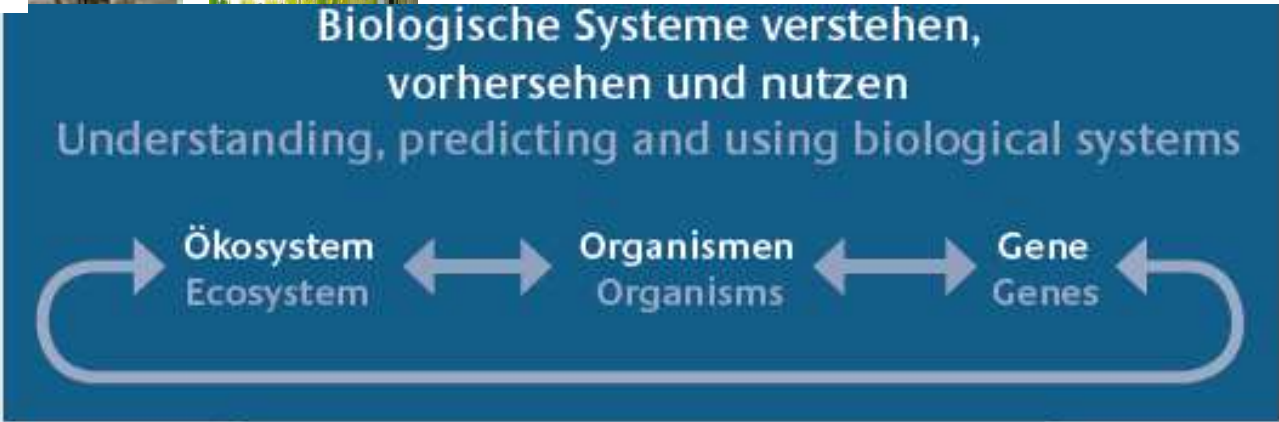 Biologische Systeme verstehen,
vorhersehen und nutzen
Understanding, predicting and using biological systems
Ökosystem
Ecosystem
Organismen
Organisms
Gene
Genes